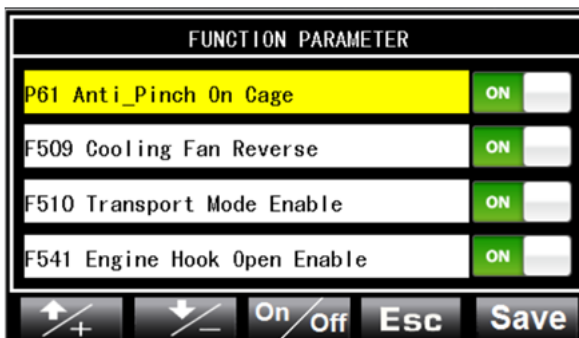 FUNCTION PARAMETER
P61 Anti_Pinch On Cage ON
F509 Cooling Fan Reverse ON
F510 Transport Mode Enable ON
F541 Engine Hook Open Enable ON
⬆/+ ⬇/- On/Off Esc Save